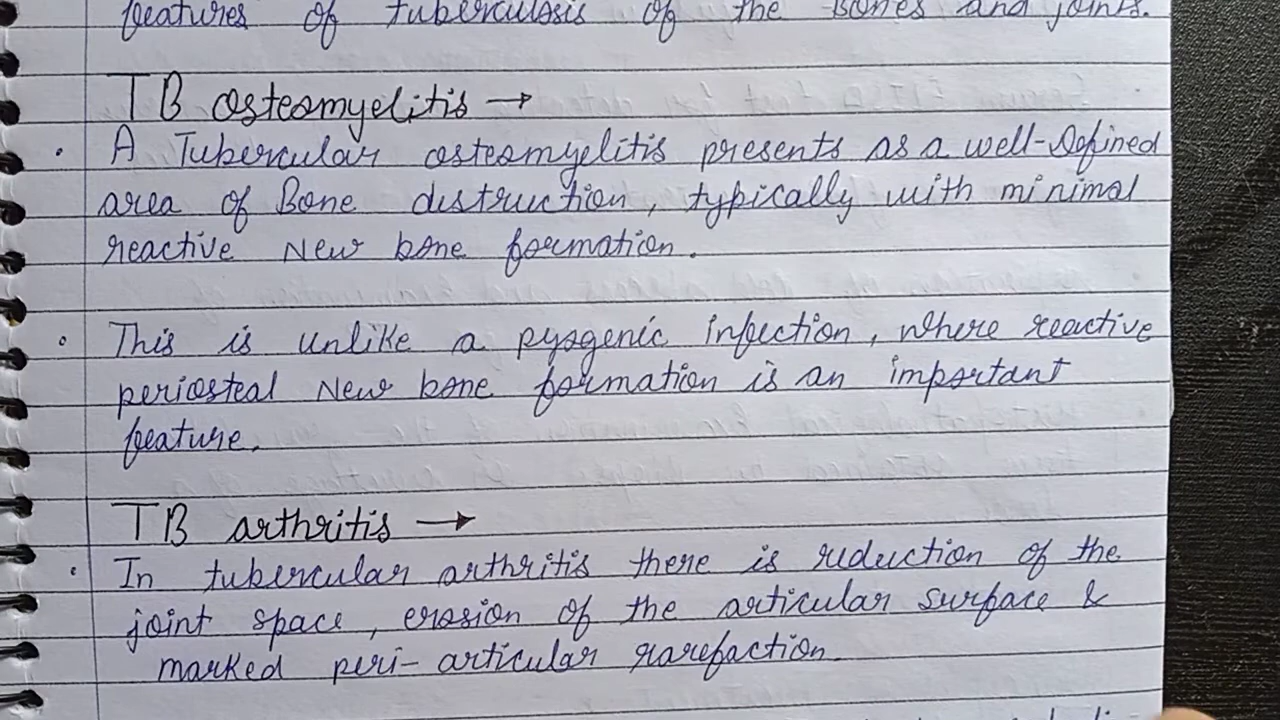 features of tuberculosis of the Bones and joints.
TB osteomyelitis →
• A Tubercular osteomyelitis presents as a well-Defined
area of Bone destruction, typically with minimal
reactive New bone formation.
• This is unlike a pyogenic infection, where reactive
periosteal New bone formation is an important
feature.
TB arthritis →
• In tubercular arthritis there is reduction of the
joint space, erosion of the articular surface &
marked peri-articular rarefaction.